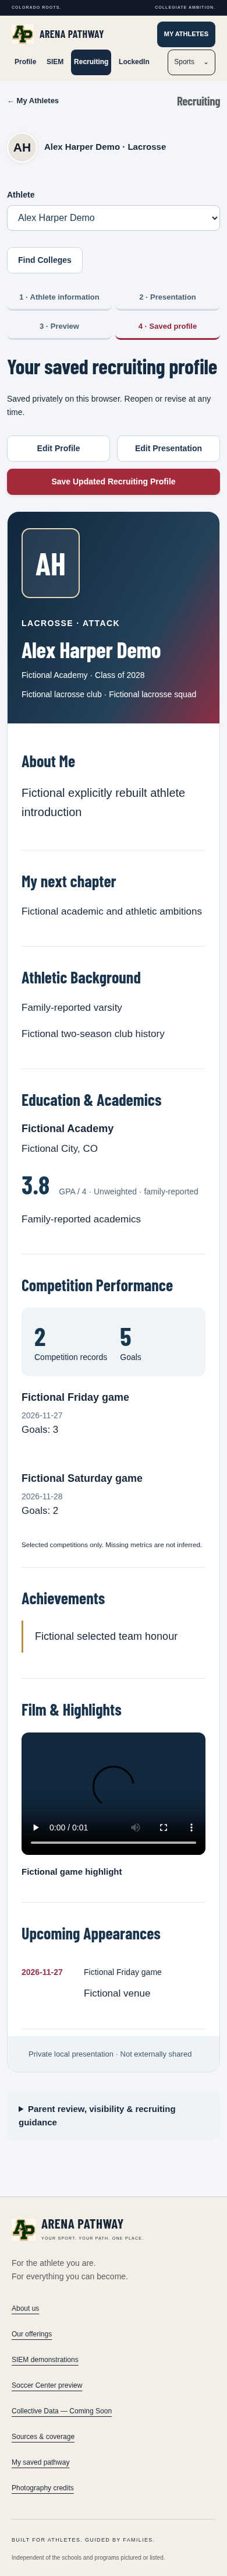 COLORADO ROOTS.
COLLEGIATE AMBITION.
AP
ARENA PATHWAY
MY ATHLETES
Profile
SIEM
Recruiting
LockedIn
Sports
← My Athletes
Recruiting
AH
Alex Harper Demo · Lacrosse
Athlete
Alex Harper Demo
Find Colleges
1 · Athlete information
2 · Presentation
3 · Preview
4 · Saved profile
Your saved recruiting profile
Saved privately on this browser. Reopen or revise at any
time.
Edit Profile
Edit Presentation
Save Updated Recruiting Profile
AH
LACROSSE · ATTACK
Alex Harper Demo
Fictional Academy · Class of 2028
Fictional lacrosse club · Fictional lacrosse squad
About Me
Fictional explicitly rebuilt athlete
introduction
My next chapter
Fictional academic and athletic ambitions
Athletic Background
Family-reported varsity
Fictional two-season club history
Education & Academics
Fictional Academy
Fictional City, CO
3.8 GPA / 4 · Unweighted · family-reported
Family-reported academics
Competition Performance
2
Competition records
5
Goals
Fictional Friday game
2026-11-27
Goals: 3
Fictional Saturday game
2026-11-28
Goals: 2
Selected competitions only. Missing metrics are not inferred.
Achievements
Fictional selected team honour
Film & Highlights
0:00 / 0:01
Fictional game highlight
Upcoming Appearances
2026-11-27
Fictional Friday game
Fictional venue
Private local presentation · Not externally shared
Parent review, visibility & recruiting
guidance
AP
ARENA PATHWAY
YOUR SPORT. YOUR PATH. ONE PLACE.
For the athlete you are.
For everything you can become.
About us
Our offerings
SIEM demonstrations
Soccer Center preview
Collective Data — Coming Soon
Sources & coverage
My saved pathway
Photography credits
BUILT FOR ATHLETES. GUIDED BY FAMILIES.
Independent of the schools and programs pictured or listed.